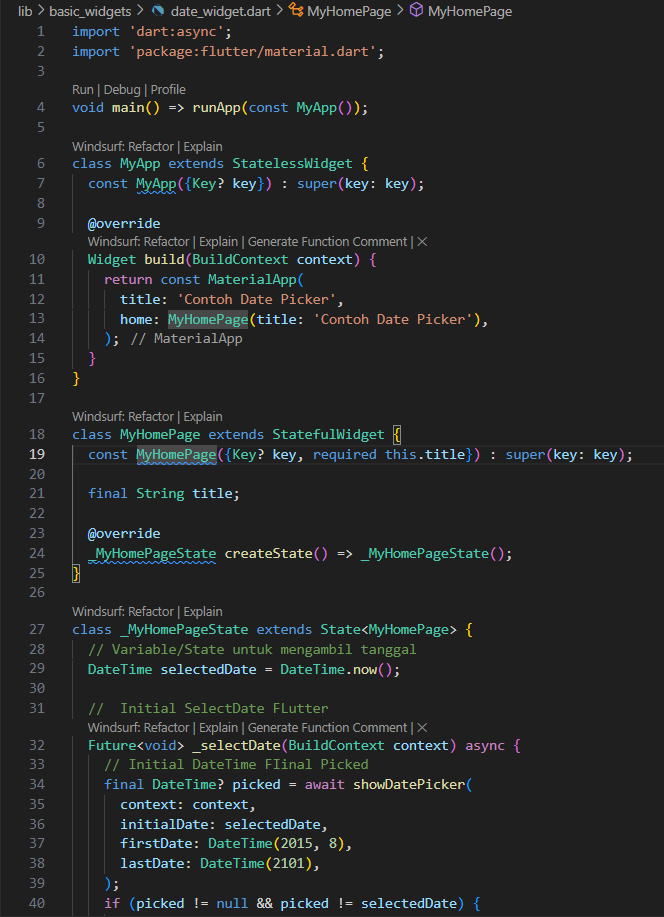 lib > basic_widgets > date_widget.dart > MyHomePage > MyHomePage
1 import 'dart:async';
2 import 'package:flutter/material.dart';
3
Run | Debug | Profile
4 void main() => runApp(const MyApp());
5
Windsurf: Refactor | Explain
6 class MyApp extends StatelessWidget {
7   const MyApp({Key? key}) : super(key: key);
8
9   @override
Windsurf: Refactor | Explain | Generate Function Comment | ×
10   Widget build(BuildContext context) {
11     return const MaterialApp(
12       title: 'Contoh Date Picker',
13       home: MyHomePage(title: 'Contoh Date Picker'),
14     ); // MaterialApp
15   }
16 }
17
Windsurf: Refactor | Explain
18 class MyHomePage extends StatefulWidget {
19   const MyHomePage({Key? key, required this.title}) : super(key: key);
20
21   final String title;
22
23   @override
24   _MyHomePageState createState() => _MyHomePageState();
25 }
26
Windsurf: Refactor | Explain
27 class _MyHomePageState extends State<MyHomePage> {
28   // Variable/State untuk mengambil tanggal
29   DateTime selectedDate = DateTime.now();
30
31   //  Initial SelectDate FLutter
Windsurf: Refactor | Explain | Generate Function Comment | ×
32   Future<void> _selectDate(BuildContext context) async {
33     // Initial DateTime FIinal Picked
34     final DateTime? picked = await showDatePicker(
35       context: context,
36       initialDate: selectedDate,
37       firstDate: DateTime(2015, 8),
38       lastDate: DateTime(2101),
39     );
40     if (picked != null && picked != selectedDate) {